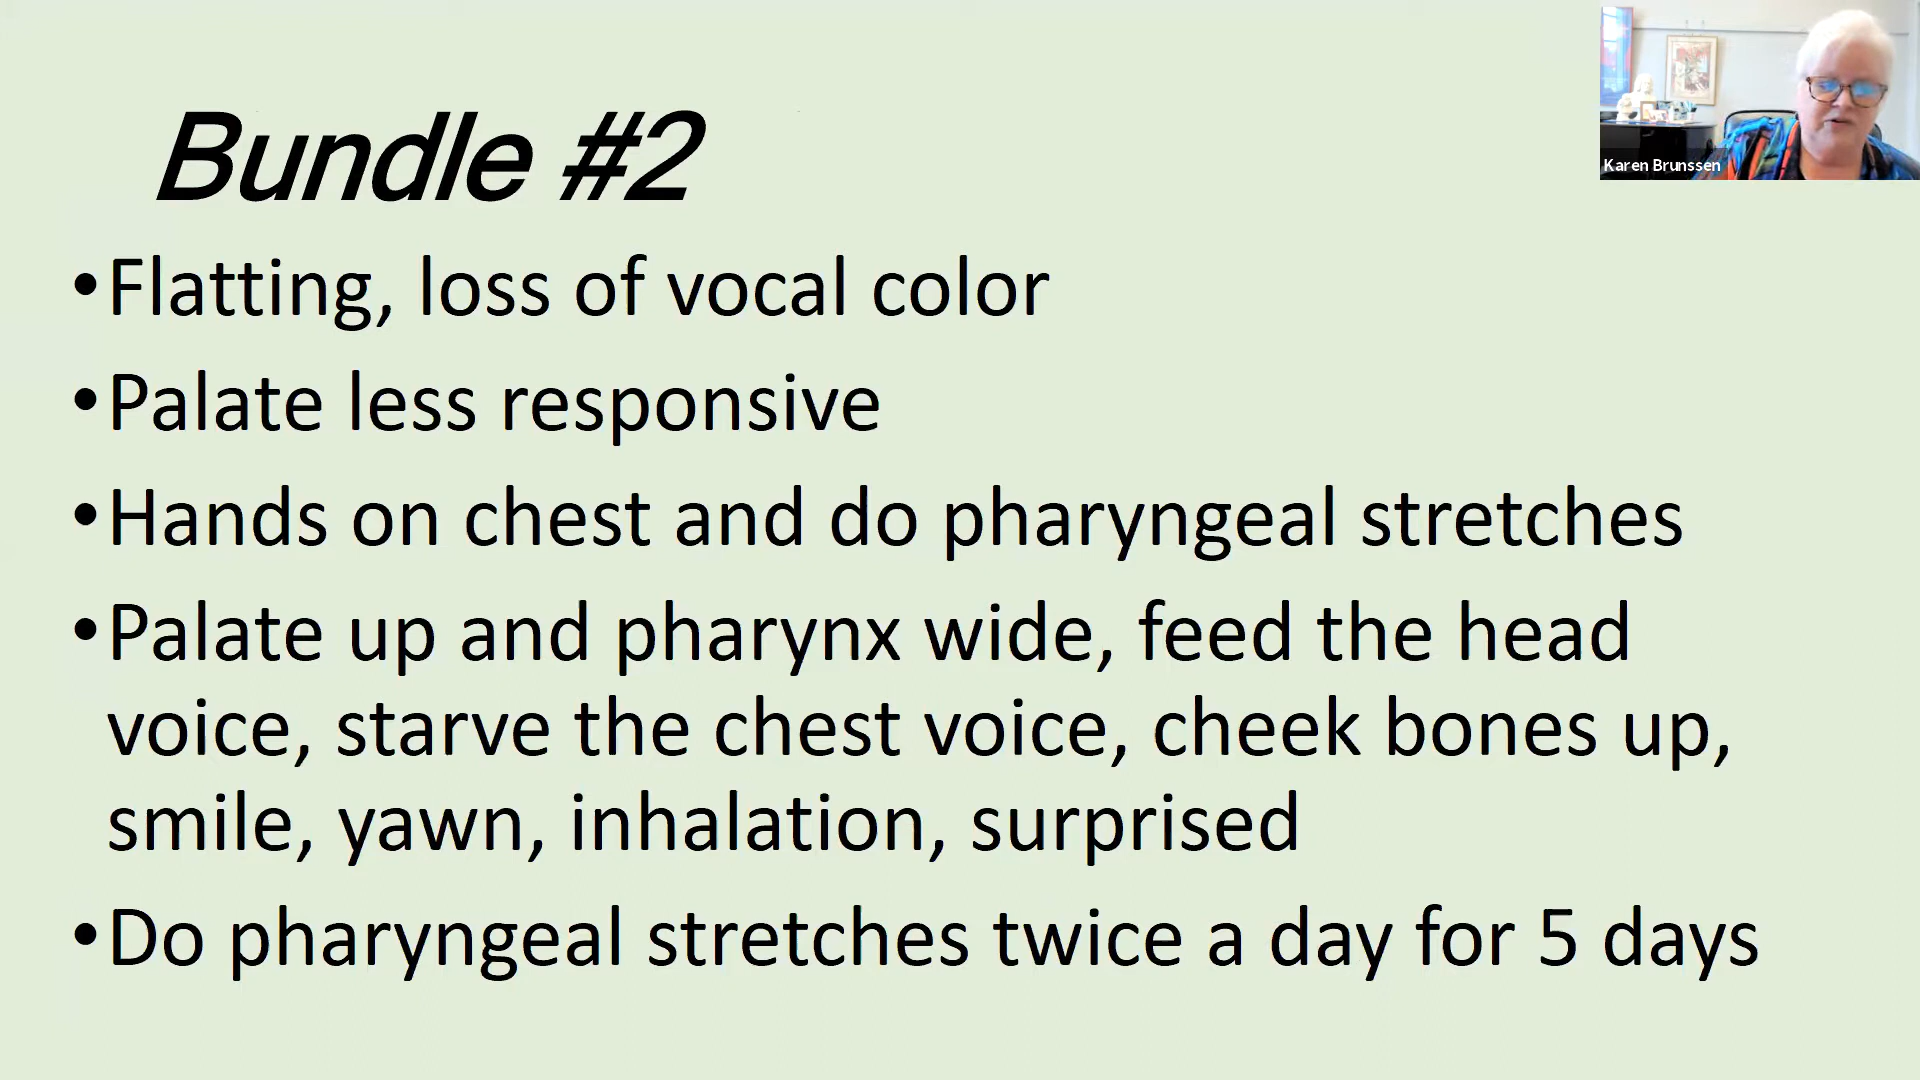 Bundle #2
Karen Brunssen
•Flatting, loss of vocal color
•Palate less responsive
•Hands on chest and do pharyngeal stretches
•Palate up and pharynx wide, feed the head
voice, starve the chest voice, cheek bones up,
smile, yawn, inhalation, surprised
•Do pharyngeal stretches twice a day for 5 days